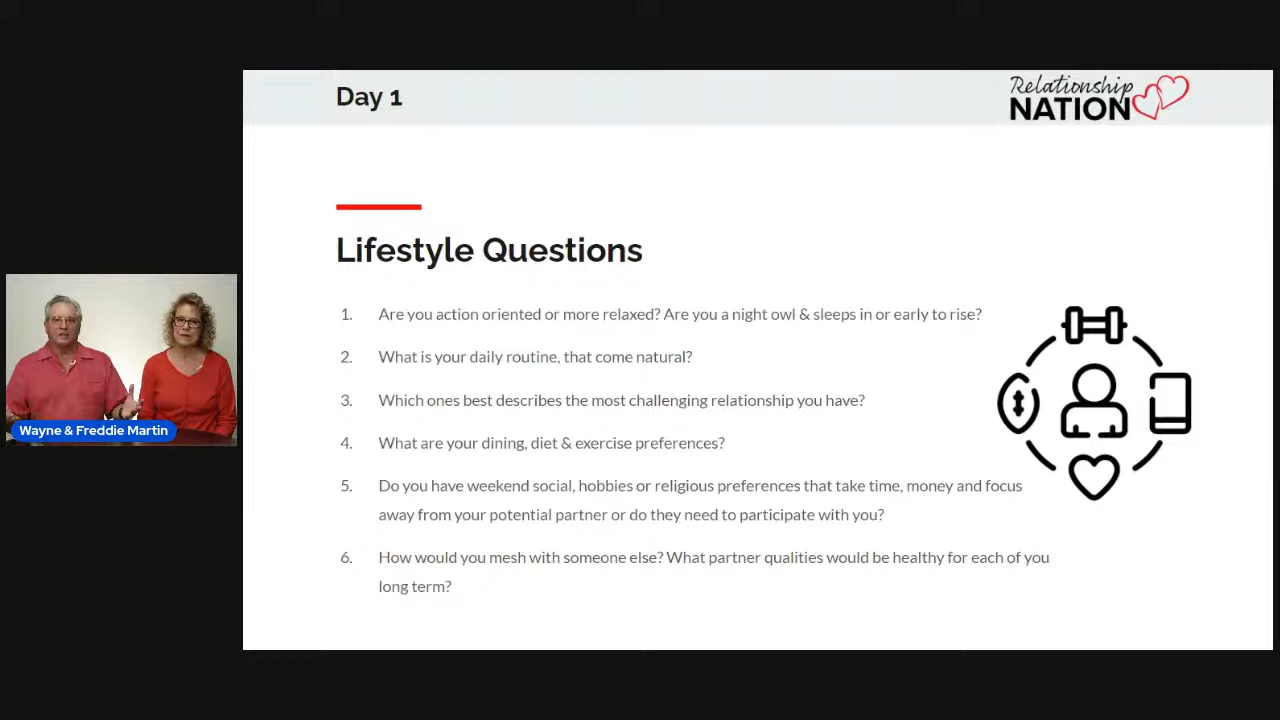 Day 1
Relationship
NATION
Lifestyle Questions
1. Are you action oriented or more relaxed? Are you a night owl & sleeps in or early to rise?
2. What is your daily routine, that come natural?
3. Which ones best describes the most challenging relationship you have?
4. What are your dining, diet & exercise preferences?
5. Do you have weekend social, hobbies or religious preferences that take time, money and focus
away from your potential partner or do they need to participate with you?
6. How would you mesh with someone else? What partner qualities would be healthy for each of you
long term?
Wayne & Freddie Martin